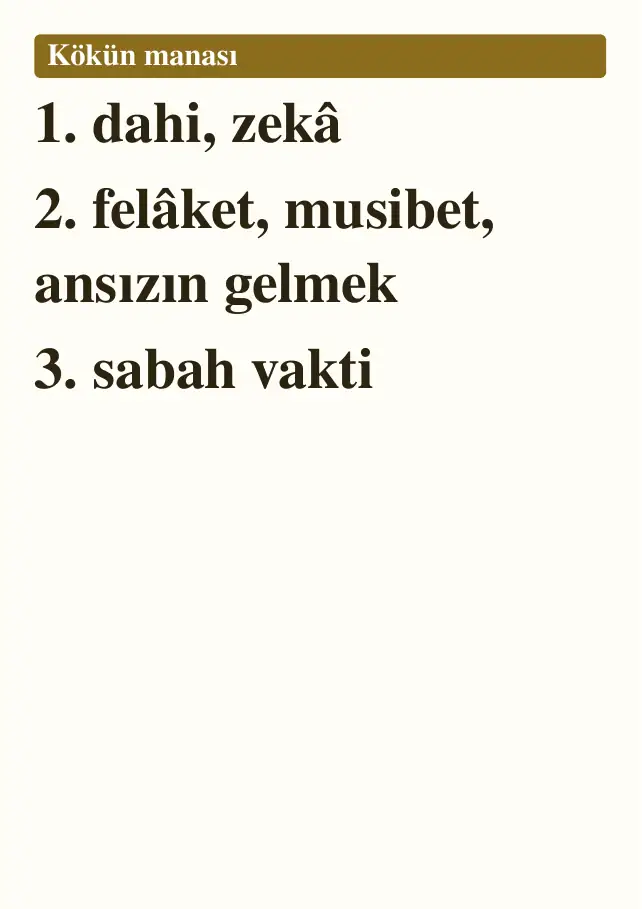 Kökün manası
1. dahi, zekâ
2. felâket, musibet,
ansızın gelmek
3. sabah vakti